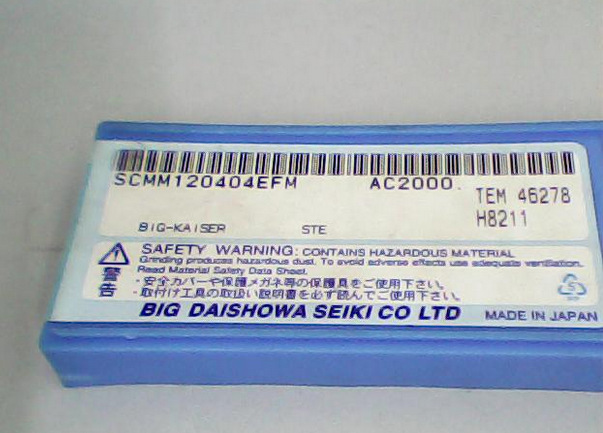 SCMM120404EFM AC2000.
TEM 46278
H8211
BIG-KAISER STE
SAFETY WARNING: CONTAINS HAZARDOUS MATERIAL
Grinding produces hazardous dust. To avoid adverse effects use adequate ventilation.
Read Material Safety Data Sheet.
警告
・安全カバーや保護メガネ等の保護具をご使用下さい。
・取付け工具の取扱い説明書を必ず読んでご使用下さい。
BIG DAISHOWA SEIKI CO LTD MADE IN JAPAN